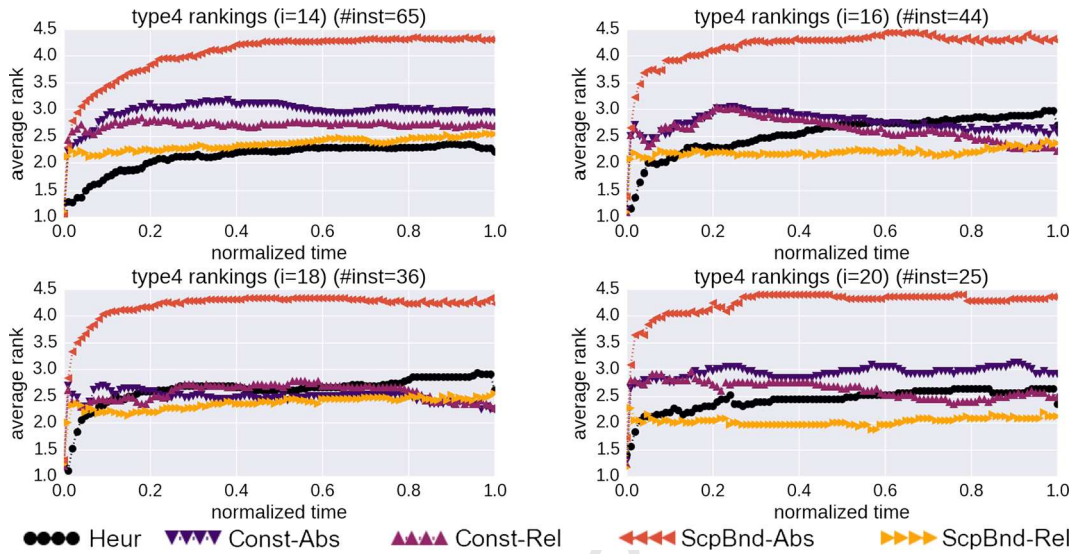 type4 rankings (i=14) (#inst=65)
4.5
4.0
3.5
3.0
2.5
2.0
1.5
1.0
average rank
0.0 0.2 0.4 0.6 0.8 1.0
normalized time
type4 rankings (i=16) (#inst=44)
4.5
4.0
3.5
3.0
2.5
2.0
1.5
1.0
average rank
0.0 0.2 0.4 0.6 0.8 1.0
normalized time
type4 rankings (i=18) (#inst=36)
4.5
4.0
3.5
3.0
2.5
2.0
1.5
1.0
average rank
0.0 0.2 0.4 0.6 0.8 1.0
normalized time
type4 rankings (i=20) (#inst=25)
4.5
4.0
3.5
3.0
2.5
2.0
1.5
1.0
average rank
0.0 0.2 0.4 0.6 0.8 1.0
normalized time
Heur Const-Abs Const-Rel ScpBnd-Abs ScpBnd-Rel